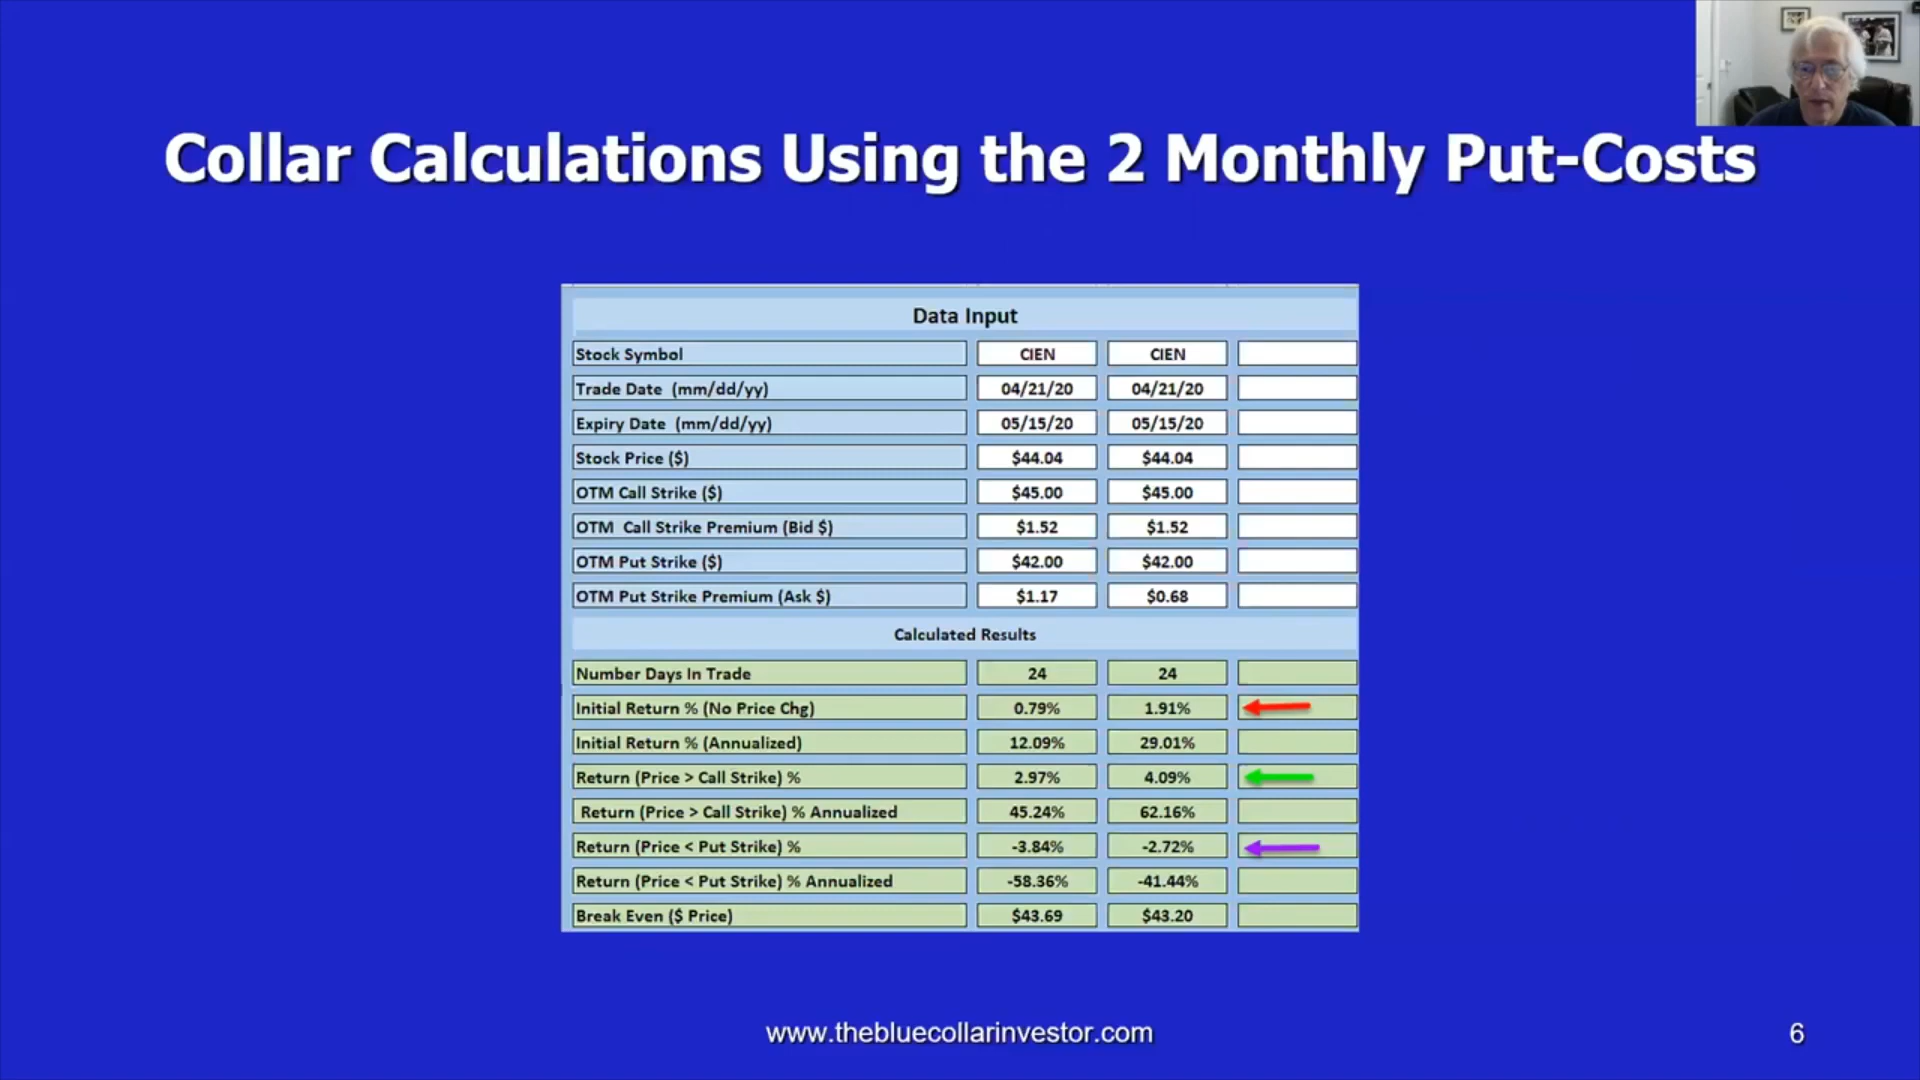 Collar Calculations Using the 2 Monthly Put-Costs
Data Input
Stock Symbol CIEN CIEN
Trade Date (mm/dd/yy) 04/21/20 04/21/20
Expiry Date (mm/dd/yy) 05/15/20 05/15/20
Stock Price ($) $44.04 $44.04
OTM Call Strike ($) $45.00 $45.00
OTM Call Strike Premium (Bid $) $1.52 $1.52
OTM Put Strike ($) $42.00 $42.00
OTM Put Strike Premium (Ask $) $1.17 $0.68
Calculated Results
Number Days In Trade 24 24
Initial Return % (No Price Chg) 0.79% 1.91%
Initial Return % (Annualized) 12.09% 29.01%
Return (Price > Call Strike) % 2.97% 4.09%
Return (Price > Call Strike) % Annualized 45.24% 62.16%
Return (Price < Put Strike) % -3.84% -2.72%
Return (Price < Put Strike) % Annualized -58.36% -41.44%
Break Even ($ Price) $43.69 $43.20
www.thebluecollarinvestor.com
6